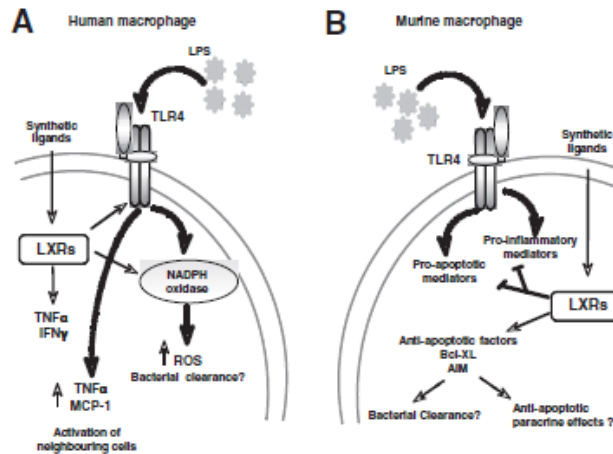 A
Human macrophage
LPS
TLR4
Synthetic
ligands
LXRs
NADPH
oxidase
TNFα
IFNγ
ROS
Bacterial clearance?
TNFα
MCP-1
Activation of
neighbouring cells
B
Murine macrophage
LPS
TLR4
Synthetic
ligands
Pro-inflammatory
mediators
Pro-apoptotic
mediators
LXRs
Anti-apoptotic factors
Bcl-XL
AIM
Bacterial Clearance?
Anti-apoptotic
paracrine effects ?